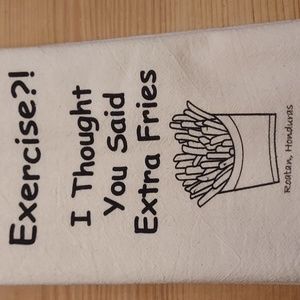 Exercise?!
I Thought
You Said
Extra Fries
Roatan, Honduras